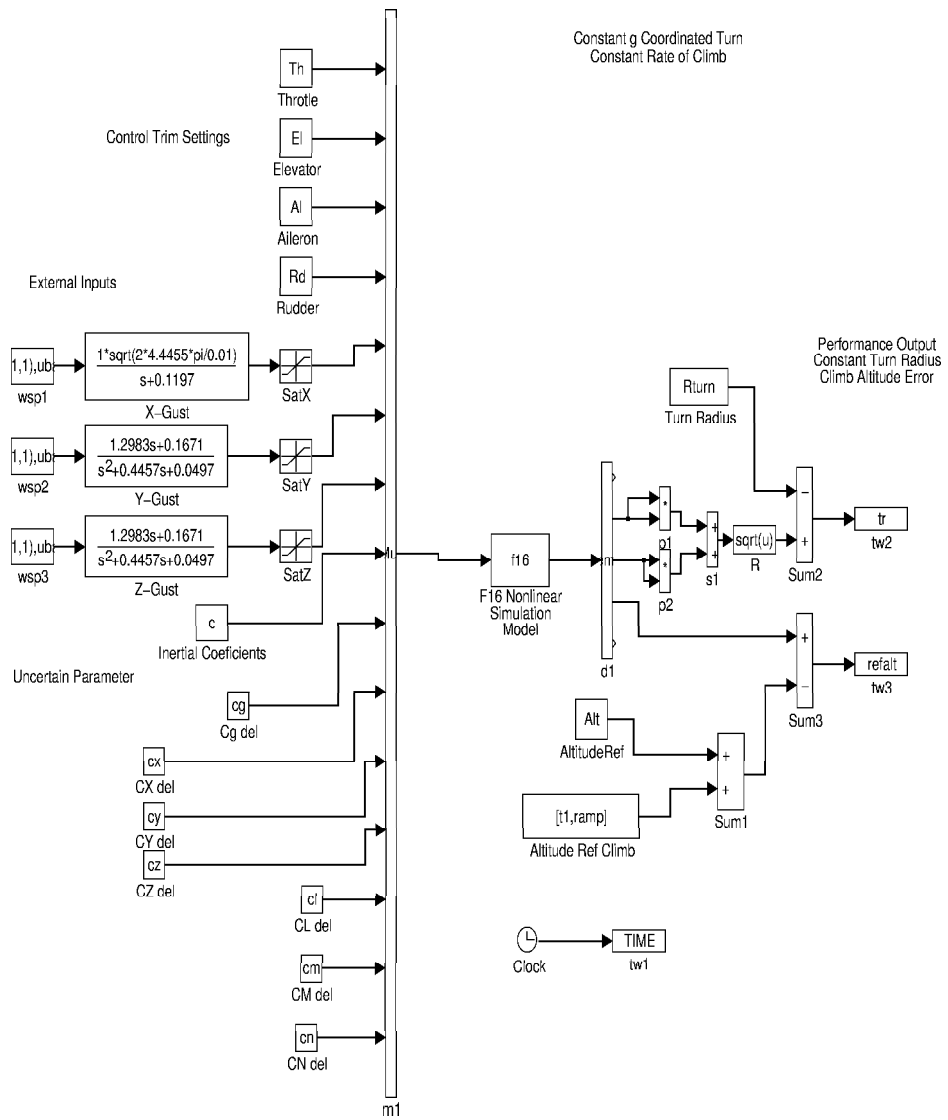 Constant g Coordinated Turn
Constant Rate of Climb
Th
Throtle
Control Trim Settings
El
Elevator
Al
Aileron
Rd
Rudder
External Inputs
1,1),ub
wsp1
1*sqrt(2*4.4455*pi/0.01)
s+0.1197
X-Gust
SatX
1,1),ub
wsp2
1.2983s+0.1671
s2+0.4457s+0.0497
Y-Gust
SatY
1,1),ub
wsp3
1.2983s+0.1671
s2+0.4457s+0.0497
Z-Gust
SatZ
c
Inertial Coeficients
Uncertain Parameter
cg
Cg del
cx
CX del
cy
CY del
cz
CZ del
cl
CL del
cm
CM del
cn
CN del
m1
f16
F16 Nonlinear
Simulation
Model
m
d1
*
p1
*
p2
+
+
s1
sqrt(u)
R
Performance Output
Constant Turn Radius
Climb Altitude Error
Rturn
Turn Radius
−
+
Sum2
tr
tw2
+
−
Sum3
refalt
tw3
Alt
AltitudeRef
+
+
Sum1
[t1,ramp]
Altitude Ref Climb
Clock
TIME
tw1